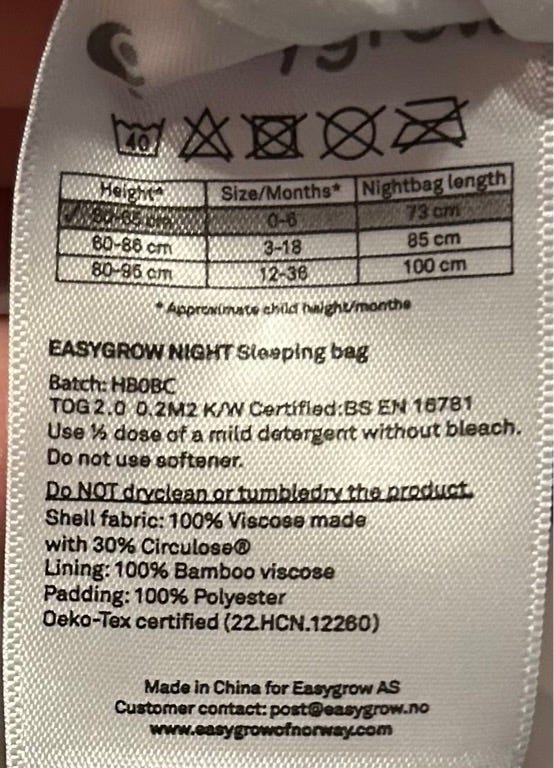 40
Height* Size/Months* Nightbag length
✓ 50-65 cm 0-6 73 cm
60-86 cm 3-18 85 cm
80-96 cm 12-36 100 cm
* Approximate child height/months
EASYGROW NIGHT Sleeping bag
Batch: HB0BC
TOG 2.0 0.2M2 K/W Certified:BS EN 16781
Use ½ dose of a mild detergent without bleach.
Do not use softener.
Do NOT dryclean or tumbledry the product.
Shell fabric: 100% Viscose made
with 30% Circulose®
Lining: 100% Bamboo viscose
Padding: 100% Polyester
Oeko-Tex certified (22.HCN.12260)
Made in China for Easygrow AS
Customer contact: post@easygrow.no
www.easygrowofnorway.com